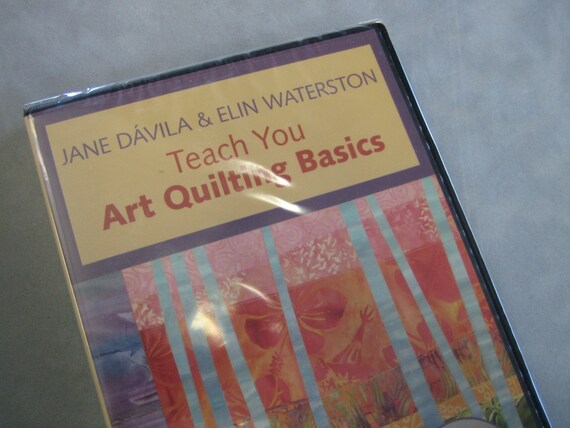 JANE DÁVILA & ELIN WATERSTON
Teach You
Art Quilting Basics